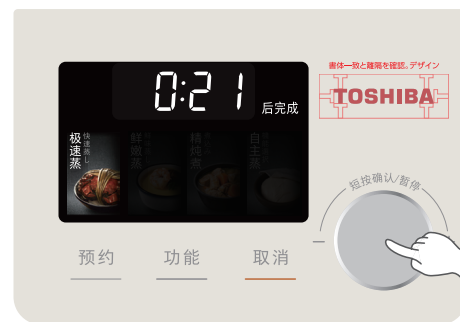 書体一致と離隔を確認。デザイン
TOSHIBA
0:21
后完成
极速蒸
快速蒸し
鲜嫩蒸
精炖煮
自主蒸
短按确认/暂停
预约
功能
取消